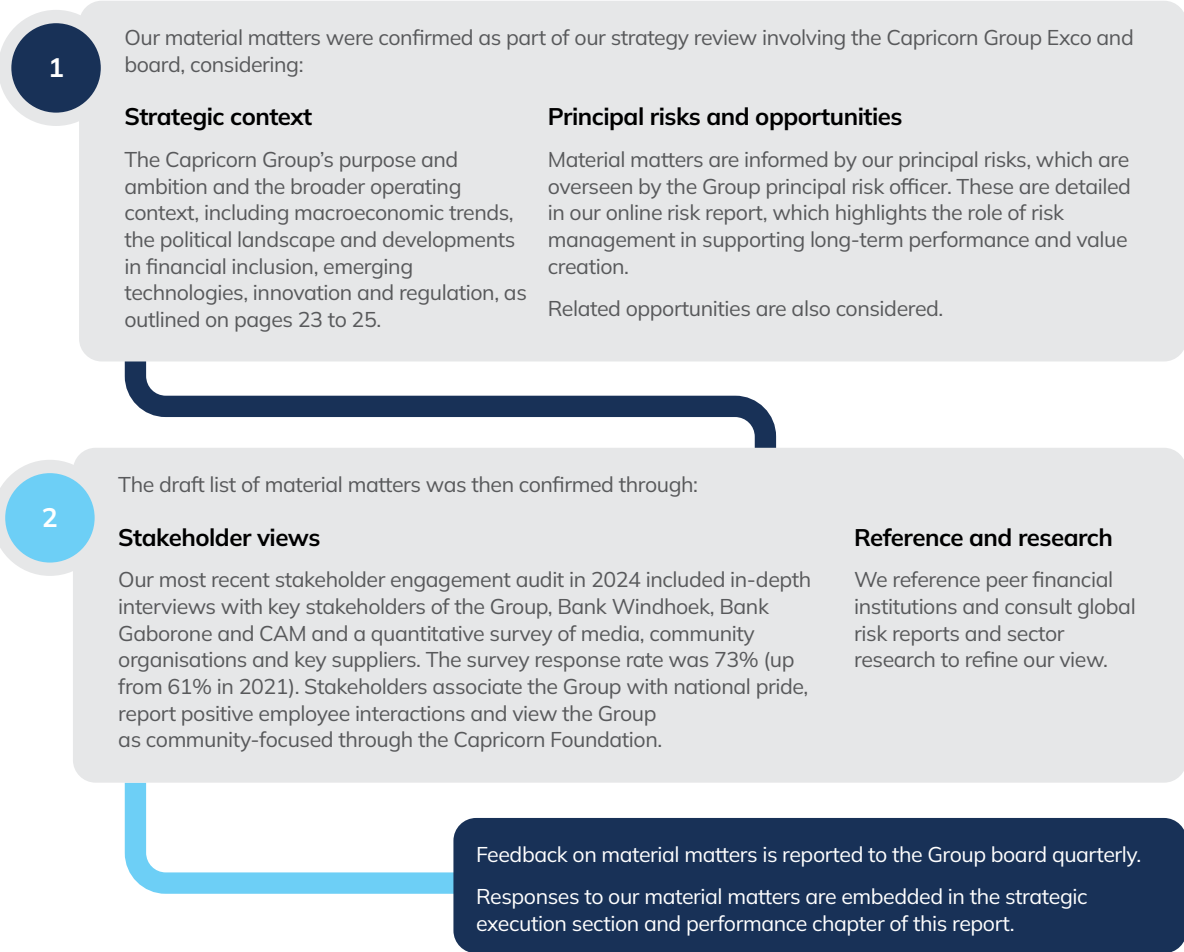 1
Our material matters were confirmed as part of our strategy review involving the Capricorn Group Exco and
board, considering:
Strategic context
The Capricorn Group’s purpose and
ambition and the broader operating
context, including macroeconomic trends,
the political landscape and developments
in financial inclusion, emerging
technologies, innovation and regulation, as
outlined on pages 23 to 25.
Principal risks and opportunities
Material matters are informed by our principal risks, which are
overseen by the Group principal risk officer. These are detailed
in our online risk report, which highlights the role of risk
management in supporting long-term performance and value
creation.
Related opportunities are also considered.
2
The draft list of material matters was then confirmed through:
Stakeholder views
Our most recent stakeholder engagement audit in 2024 included in-depth
interviews with key stakeholders of the Group, Bank Windhoek, Bank
Gaborone and CAM and a quantitative survey of media, community
organisations and key suppliers. The survey response rate was 73% (up
from 61% in 2021). Stakeholders associate the Group with national pride,
report positive employee interactions and view the Group
as community-focused through the Capricorn Foundation.
Reference and research
We reference peer financial
institutions and consult global
risk reports and sector
research to refine our view.
Feedback on material matters is reported to the Group board quarterly.
Responses to our material matters are embedded in the strategic
execution section and performance chapter of this report.